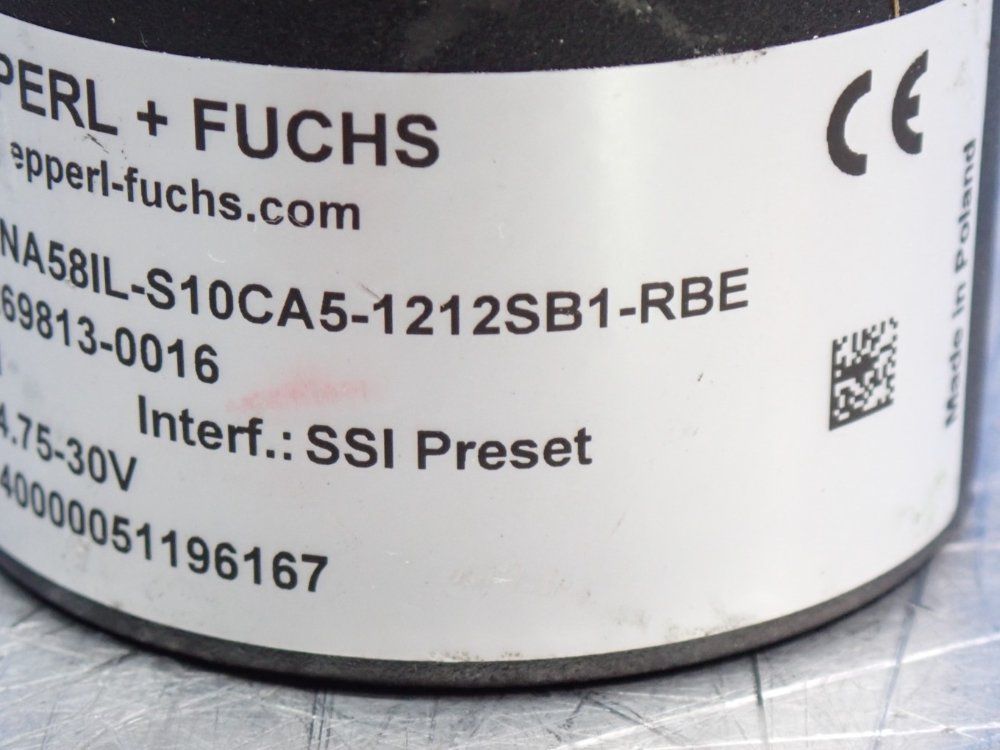 PERL + FUCHS
epperl-fuchs.com
NA58IL-S10CA5-1212SB1-RBE
69813-0016
Interf.: SSI Preset
4.75-30V
40000051196167
CE
Made in Poland